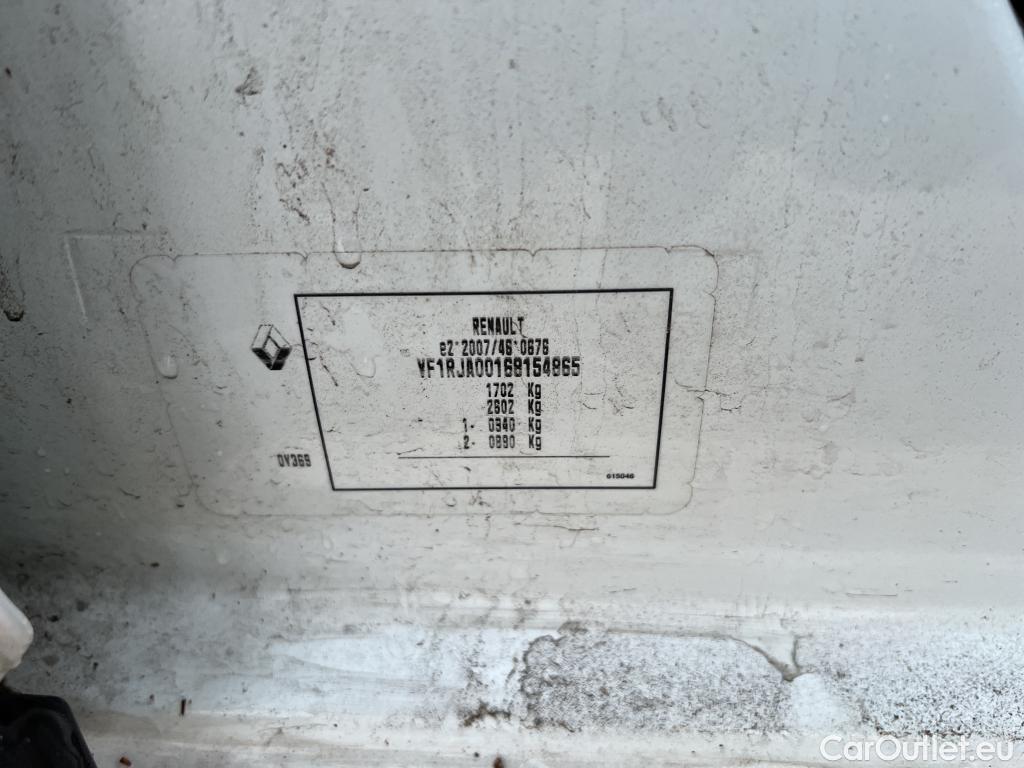 RENAULT
e2*2007/46*0676
VF1RJA00168154865
1702 Kg
2602 Kg
1- 0940 Kg
2- 0890 Kg
OV369
615046
CarOutlet.eu